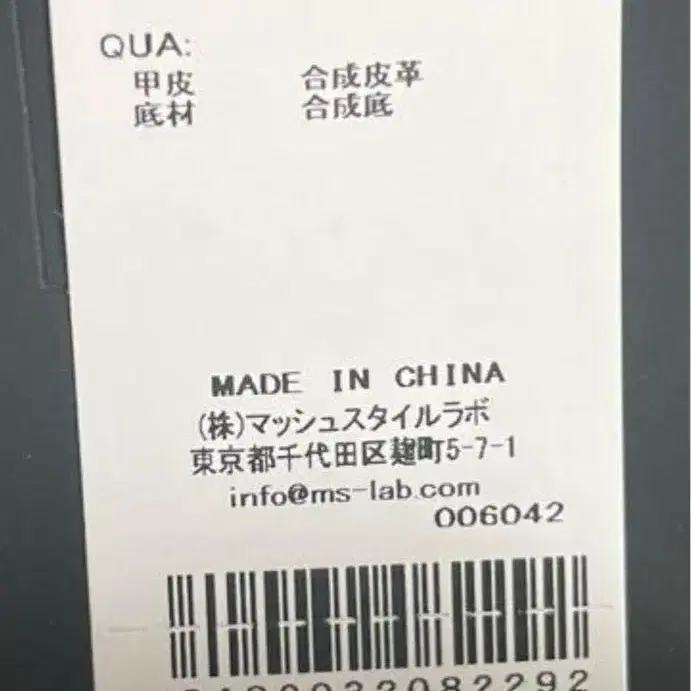 QUA:
甲皮 合成皮革
底材 合成底
MADE IN CHINA
(株)マッシュスタイルラボ
東京都千代田区麹町5-7-1
info@ms-lab.com
006042